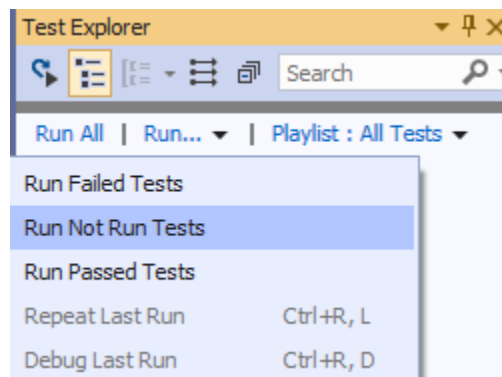 Test Explorer
Search
Run All | Run... | Playlist : All Tests
Run Failed Tests
Run Not Run Tests
Run Passed Tests
Repeat Last Run Ctrl+R, L
Debug Last Run Ctrl+R, D